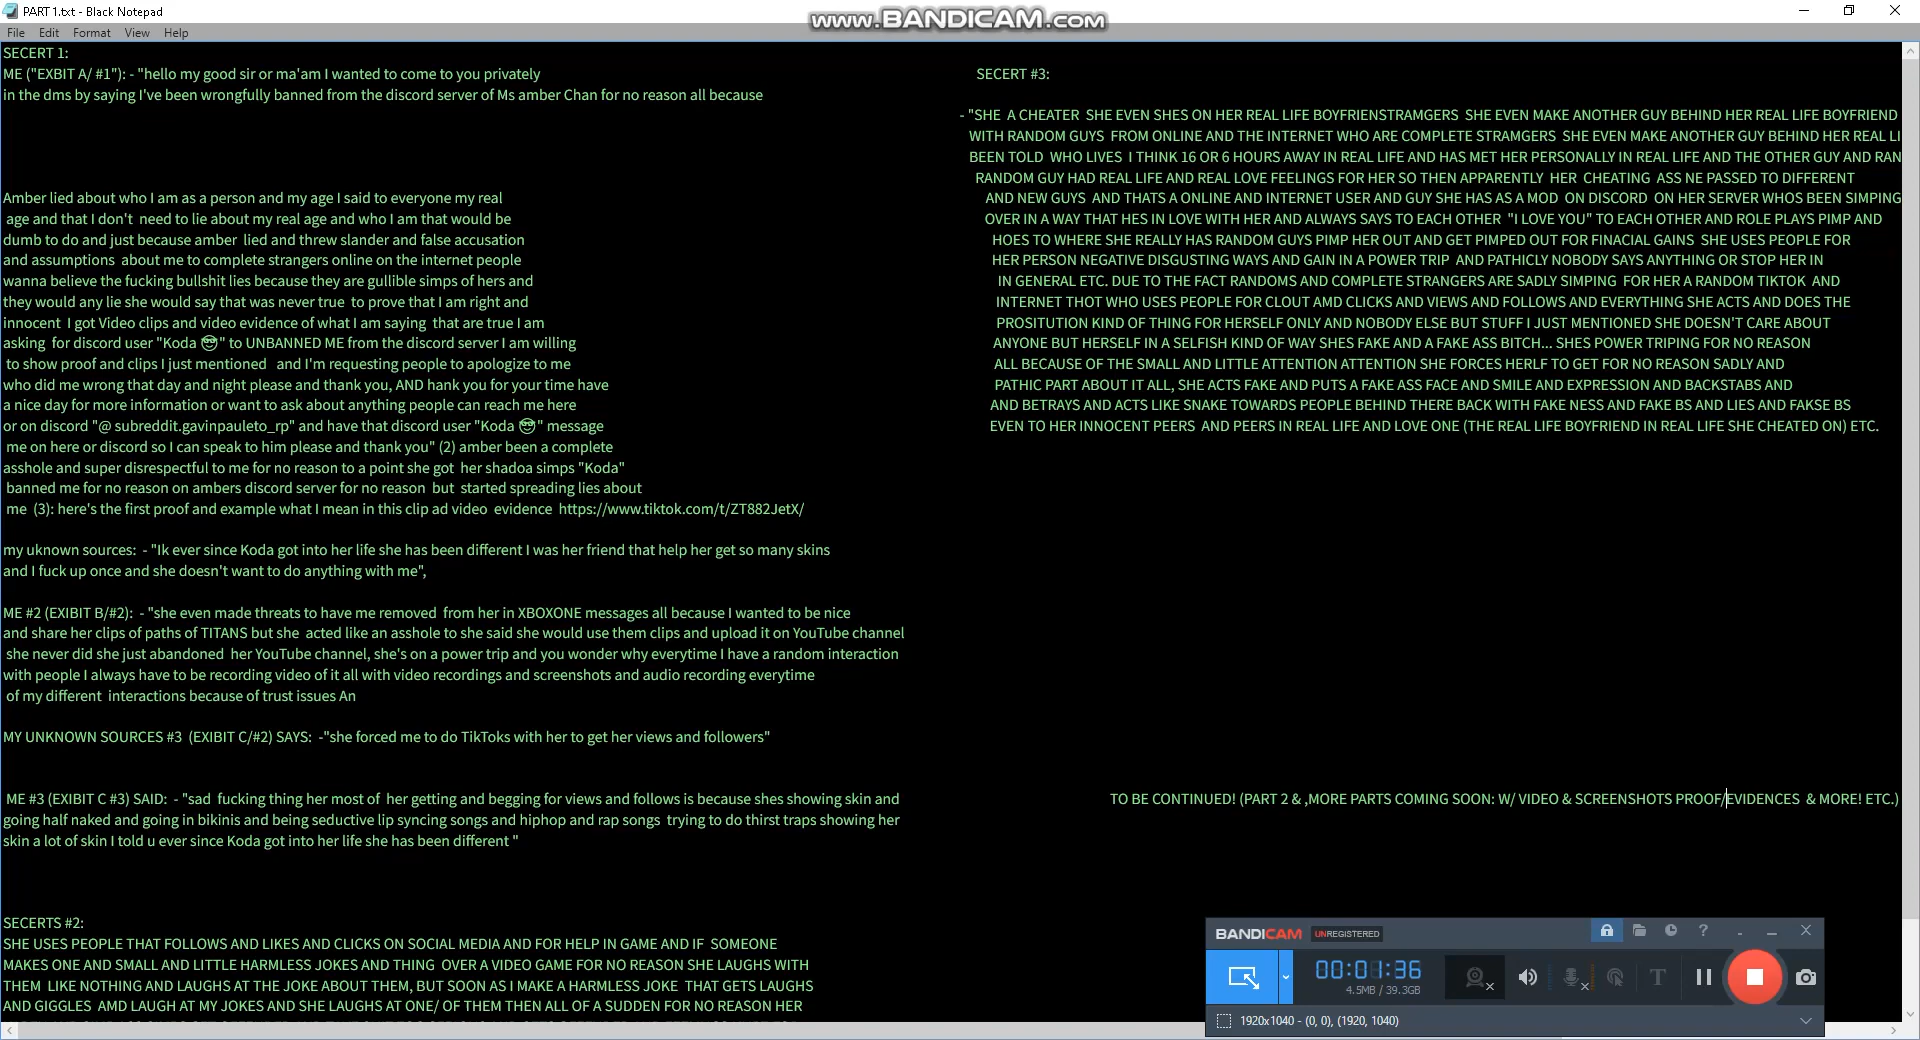 PART 1.txt - Black Notepad
www.BANDICAM.com
File Edit Format View Help
SECERT 1:
ME ("EXBIT A/ #1"): - "hello my good sir or ma'am I wanted to come to you privately
in the dms by saying I've been wrongfully banned from the discord server of Ms amber Chan for no reason all because
Amber lied about who I am as a person and my age I said to everyone my real
age and that I don't need to lie about my real age and who I am that would be
dumb to do and just because amber lied and threw slander and false accusation
and assumptions about me to complete strangers online on the internet people
wanna believe the fucking bullshit lies because they are gullible simps of hers and
they would any lie she would say that was never true to prove that I am right and
innocent I got Video clips and video evidence of what I am saying that are true I am
asking for discord user "Koda 😎" to UNBANNED ME from the discord server I am willing
to show proof and clips I just mentioned and I'm requesting people to apologize to me
who did me wrong that day and night please and thank you, AND hank you for your time have
a nice day for more information or want to ask about anything people can reach me here
or on discord "@ subreddit.gavinpauleto_rp" and have that discord user "Koda 😎" message
me on here or discord so I can speak to him please and thank you" (2) amber been a complete
asshole and super disrespectful to me for no reason to a point she got her shadoa simps "Koda"
banned me for no reason on ambers discord server for no reason but started spreading lies about
me (3): here's the first proof and example what I mean in this clip ad video evidence https://www.tiktok.com/t/ZT882JetX/
my uknown sources: - "Ik ever since Koda got into her life she has been different I was her friend that help her get so many skins
and I fuck up once and she doesn't want to do anything with me",
ME #2 (EXIBIT B/#2): - "she even made threats to have me removed from her in XBOXONE messages all because I wanted to be nice
and share her clips of paths of TITANS but she acted like an asshole to she said she would use them clips and upload it on YouTube channel
she never did she just abandoned her YouTube channel, she's on a power trip and you wonder why everytime I have a random interaction
with people I always have to be recording video of it all with video recordings and screenshots and audio recording everytime
of my different interactions because of trust issues An
MY UNKNOWN SOURCES #3 (EXIBIT C/#2) SAYS: -"she forced me to do TikToks with her to get her views and followers"
ME #3 (EXIBIT C #3) SAID: - "sad fucking thing her most of her getting and begging for views and follows is because shes showing skin and
going half naked and going in bikinis and being seductive lip syncing songs and hiphop and rap songs trying to do thirst traps showing her
skin a lot of skin I told u ever since Koda got into her life she has been different "
SECERTS #2:
SHE USES PEOPLE THAT FOLLOWS AND LIKES AND CLICKS ON SOCIAL MEDIA AND FOR HELP IN GAME AND IF SOMEONE
MAKES ONE AND SMALL AND LITTLE HARMLESS JOKES AND THING OVER A VIDEO GAME FOR NO REASON SHE LAUGHS WITH
THEM LIKE NOTHING AND LAUGHS AT THE JOKE ABOUT THEM, BUT SOON AS I MAKE A HARMLESS JOKE THAT GETS LAUGHS
AND GIGGLES AMD LAUGH AT MY JOKES AND SHE LAUGHS AT ONE/ OF THEM THEN ALL OF A SUDDEN FOR NO REASON HER
SECERT #3:
- "SHE A CHEATER SHE EVEN SHES ON HER REAL LIFE BOYFRIENSTRAMGERS SHE EVEN MAKE ANOTHER GUY BEHIND HER REAL LIFE BOYFRIEND
WITH RANDOM GUYS FROM ONLINE AND THE INTERNET WHO ARE COMPLETE STRAMGERS SHE EVEN MAKE ANOTHER GUY BEHIND HER REAL LI
BEEN TOLD WHO LIVES I THINK 16 OR 6 HOURS AWAY IN REAL LIFE AND HAS MET HER PERSONALLY IN REAL LIFE AND THE OTHER GUY AND RAN
RANDOM GUY HAD REAL LIFE AND REAL LOVE FEELINGS FOR HER SO THEN APPARENTLY HER CHEATING ASS NE PASSED TO DIFFERENT
AND NEW GUYS AND THATS A ONLINE AND INTERNET USER AND GUY SHE HAS AS A MOD ON DISCORD ON HER SERVER WHOS BEEN SIMPING
OVER IN A WAY THAT HES IN LOVE WITH HER AND ALWAYS SAYS TO EACH OTHER "I LOVE YOU" TO EACH OTHER AND ROLE PLAYS PIMP AND
HOES TO WHERE SHE REALLY HAS RANDOM GUYS PIMP HER OUT AND GET PIMPED OUT FOR FINACIAL GAINS SHE USES PEOPLE FOR
HER PERSON NEGATIVE DISGUSTING WAYS AND GAIN IN A POWER TRIP AND PATHICLY NOBODY SAYS ANYTHING OR STOP HER IN
IN GENERAL ETC. DUE TO THE FACT RANDOMS AND COMPLETE STRANGERS ARE SADLY SIMPING FOR HER A RANDOM TIKTOK AND
INTERNET THOT WHO USES PEOPLE FOR CLOUT AMD CLICKS AND VIEWS AND FOLLOWS AND EVERYTHING SHE ACTS AND DOES THE
PROSITUTION KIND OF THING FOR HERSELF ONLY AND NOBODY ELSE BUT STUFF I JUST MENTIONED SHE DOESN'T CARE ABOUT
ANYONE BUT HERSELF IN A SELFISH KIND OF WAY SHES FAKE AND A FAKE ASS BITCH... SHES POWER TRIPING FOR NO REASON
ALL BECAUSE OF THE SMALL AND LITTLE ATTENTION ATTENTION SHE FORCES HERLF TO GET FOR NO REASON SADLY AND
PATHIC PART ABOUT IT ALL, SHE ACTS FAKE AND PUTS A FAKE ASS FACE AND SMILE AND EXPRESSION AND BACKSTABS AND
AND BETRAYS AND ACTS LIKE SNAKE TOWARDS PEOPLE BEHIND THERE BACK WITH FAKE NESS AND FAKE BS AND LIES AND FAKSE BS
EVEN TO HER INNOCENT PEERS AND PEERS IN REAL LIFE AND LOVE ONE (THE REAL LIFE BOYFRIEND IN REAL LIFE SHE CHEATED ON) ETC.
TO BE CONTINUED! (PART 2 & ,MORE PARTS COMING SOON: W/ VIDEO & SCREENSHOTS PROOF/EVIDENCES & MORE! ETC.)
BANDICAM UNREGISTERED
00:01:36
4.5MB / 39.3GB
1920x1040 - (0, 0), (1920, 1040)